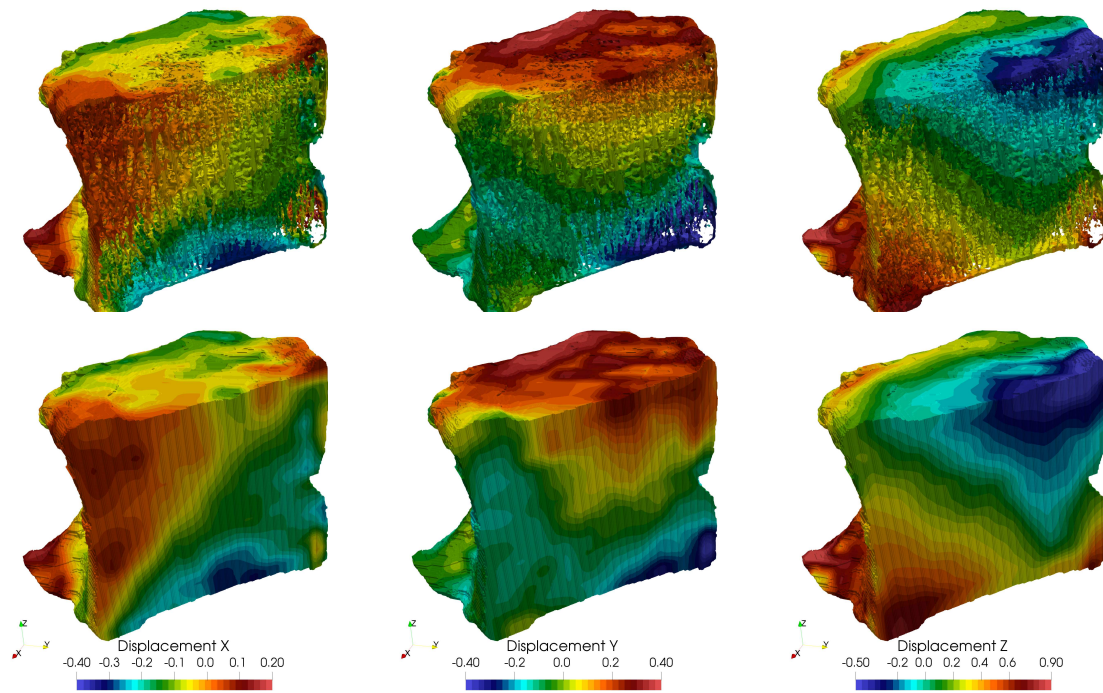 Z
Y
X
Displacement X
-0.40 -0.3 -0.2 -0.1 0.0 0.1 0.20
Z
Y
X
Displacement Y
-0.40 -0.2 0.0 0.2 0.40
Z
Y
X
Displacement Z
-0.50 -0.2 0.0 0.2 0.4 0.6 0.90